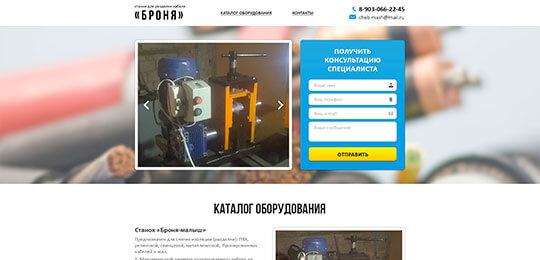 станки для разделки кабеля
«БРОНЯ»
КАТАЛОГ ОБОРУДОВАНИЯ
КОНТАКТЫ
8-903-066-22-45
cheb.mash@mail.ru
ПОЛУЧИТЬ
КОНСУЛЬТАЦИЮ
СПЕЦИАЛИСТА
Ваше имя
Ваш телефон
Ваш e-mail
Ваше сообщение
ОТПРАВИТЬ
КАТАЛОГ ОБОРУДОВАНИЯ
Станок «Броня-малыш»
Предназначен для снятия изоляции (разделки): ПВХ,
резиновой, свинцовой, металлической, бронированных
кабелей и жил.